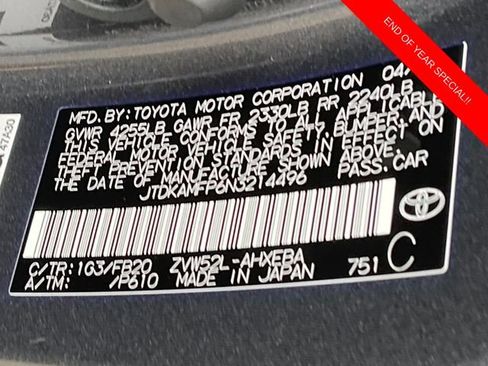 END OF YEAR SPECIAL!
47A30
MFD. BY: TOYOTA MOTOR CORPORATION 04/
GVWR 4255LB GAWR FR 2330LB RR 2240LB
THIS VEHICLE CONFORMS TO ALL APPLICABLE
FEDERAL MOTOR VEHICLE SAFETY, BUMPER, AND
THEFT PREVENTION STANDARDS IN EFFECT ON
THE DATE OF MANUFACTURE SHOWN ABOVE.
JTDKAMFP6N3214496 PASS. CAR
C/TR: 1G3/FB20 ZVW52L-AHXEBA 751 C
A/TM: /P610 MADE IN JAPAN